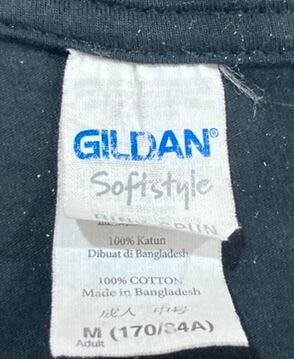 GILDAN®
Softstyle
100% Katun
Dibuat di Bangladesh
100% COTTON
Made in Bangladesh
成人 中号
M (170/84A)
Adult